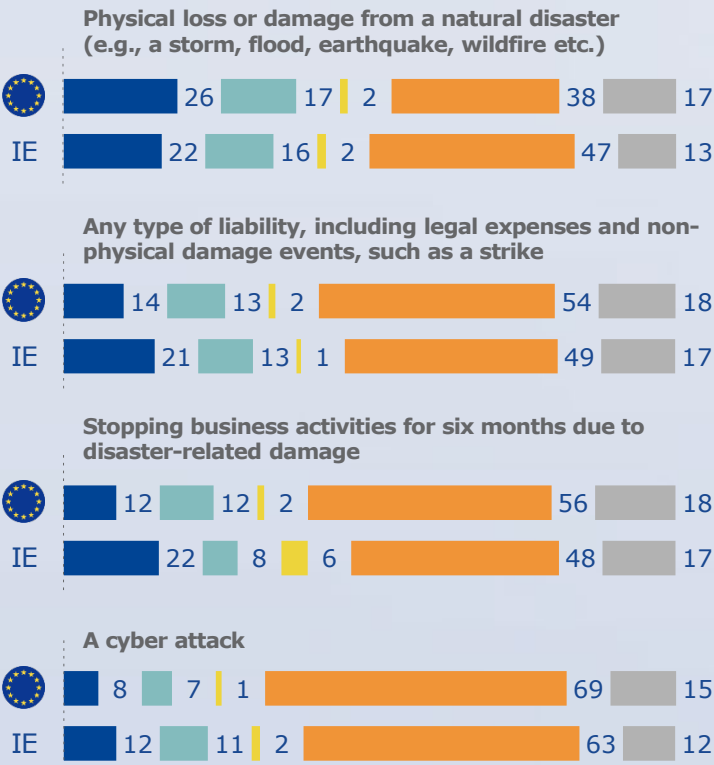 Physical loss or damage from a natural disaster
(e.g., a storm, flood, earthquake, wildfire etc.)
26 17 2 38 17
IE 22 16 2 47 13
Any type of liability, including legal expenses and non-
physical damage events, such as a strike
14 13 2 54 18
IE 21 13 1 49 17
Stopping business activities for six months due to
disaster-related damage
12 12 2 56 18
IE 22 8 6 48 17
A cyber attack
8 7 1 69 15
IE 12 11 2 63 12